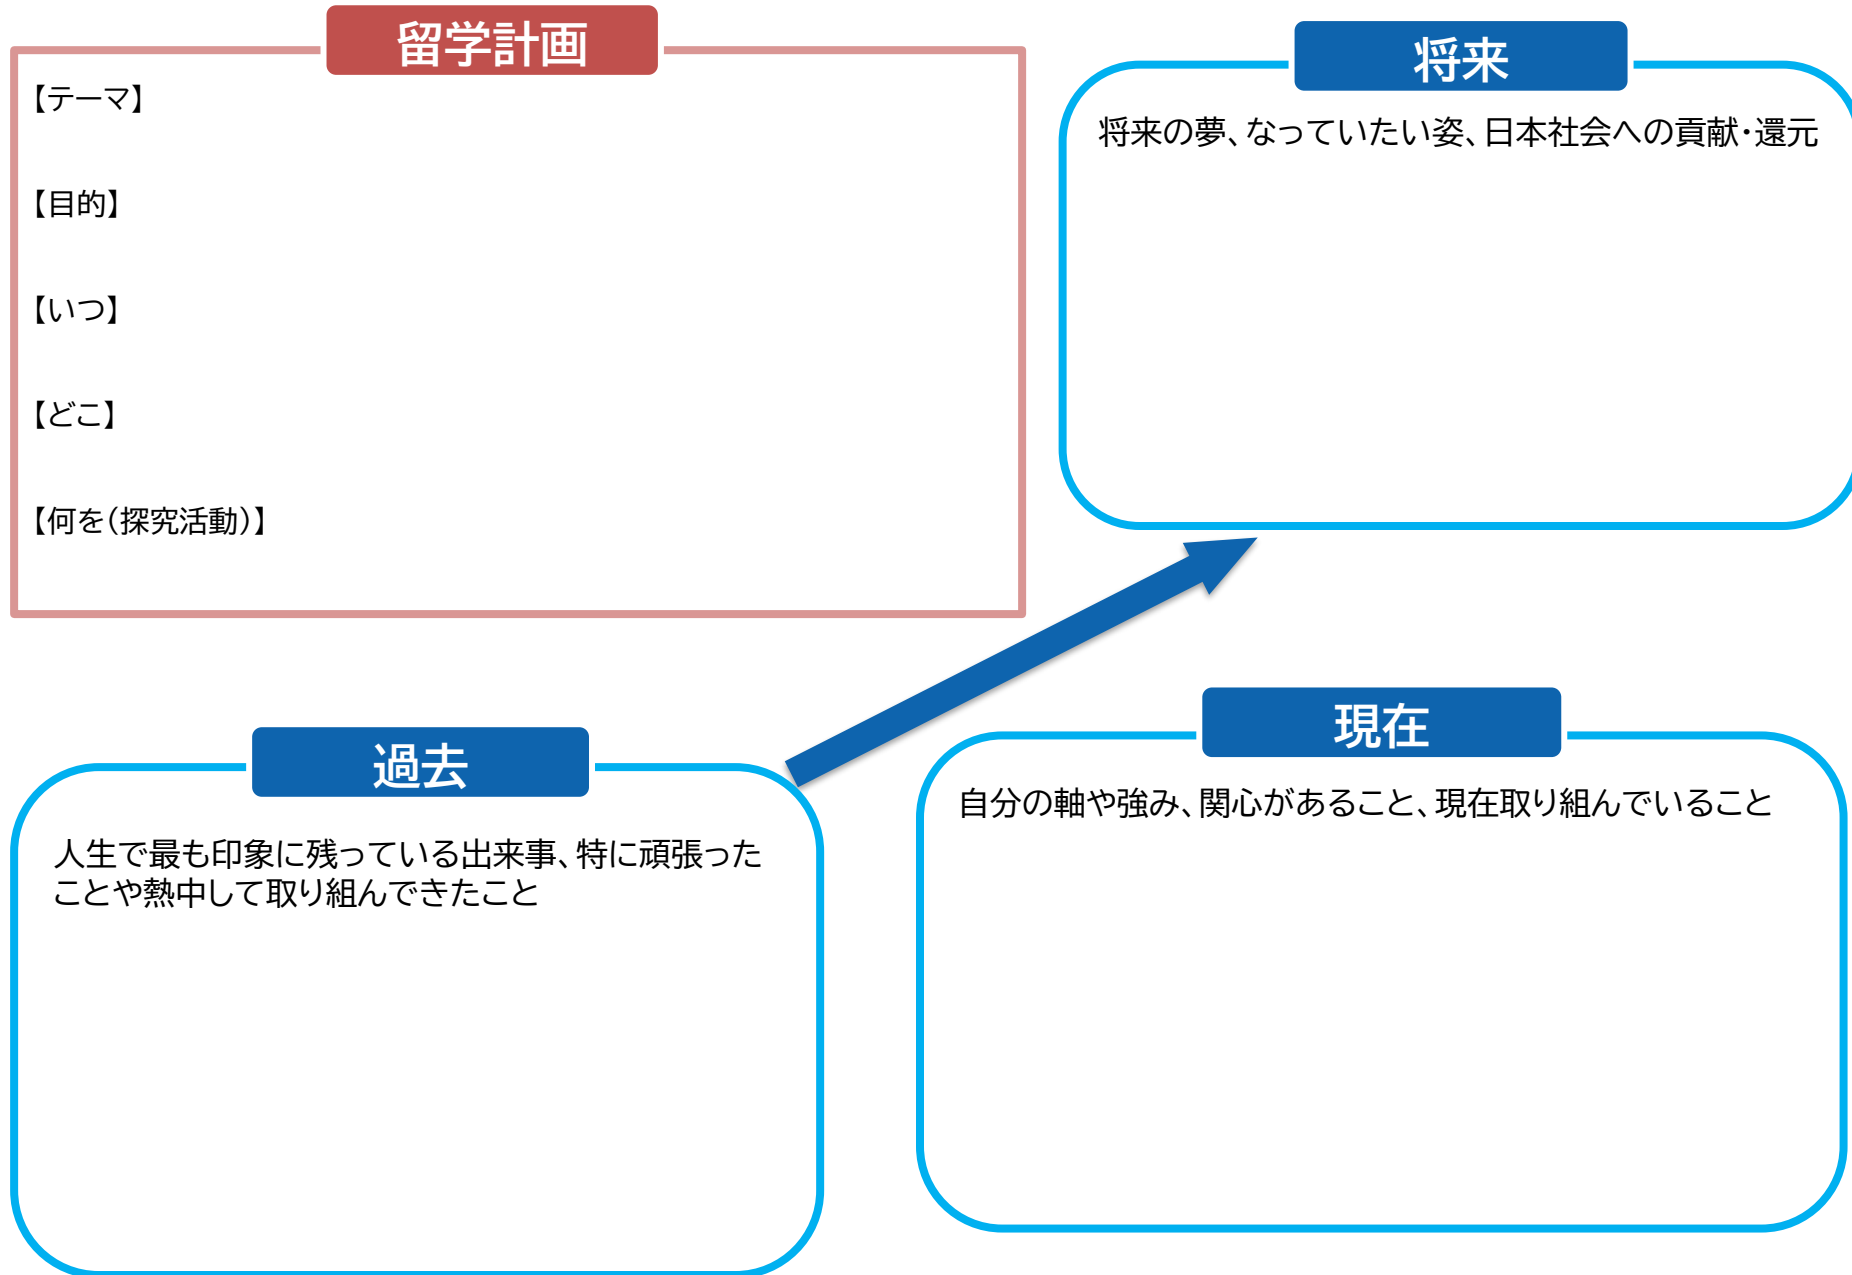 留学計画
【テーマ】
【目的】
【いつ】
【どこ】
【何を(探究活動)】
将来
将来の夢、なっていたい姿、日本社会への貢献・還元
過去
人生で最も印象に残っている出来事、特に頑張った
ことや熱中して取り組んできたこと
現在
自分の軸や強み、関心があること、現在取り組んでいること